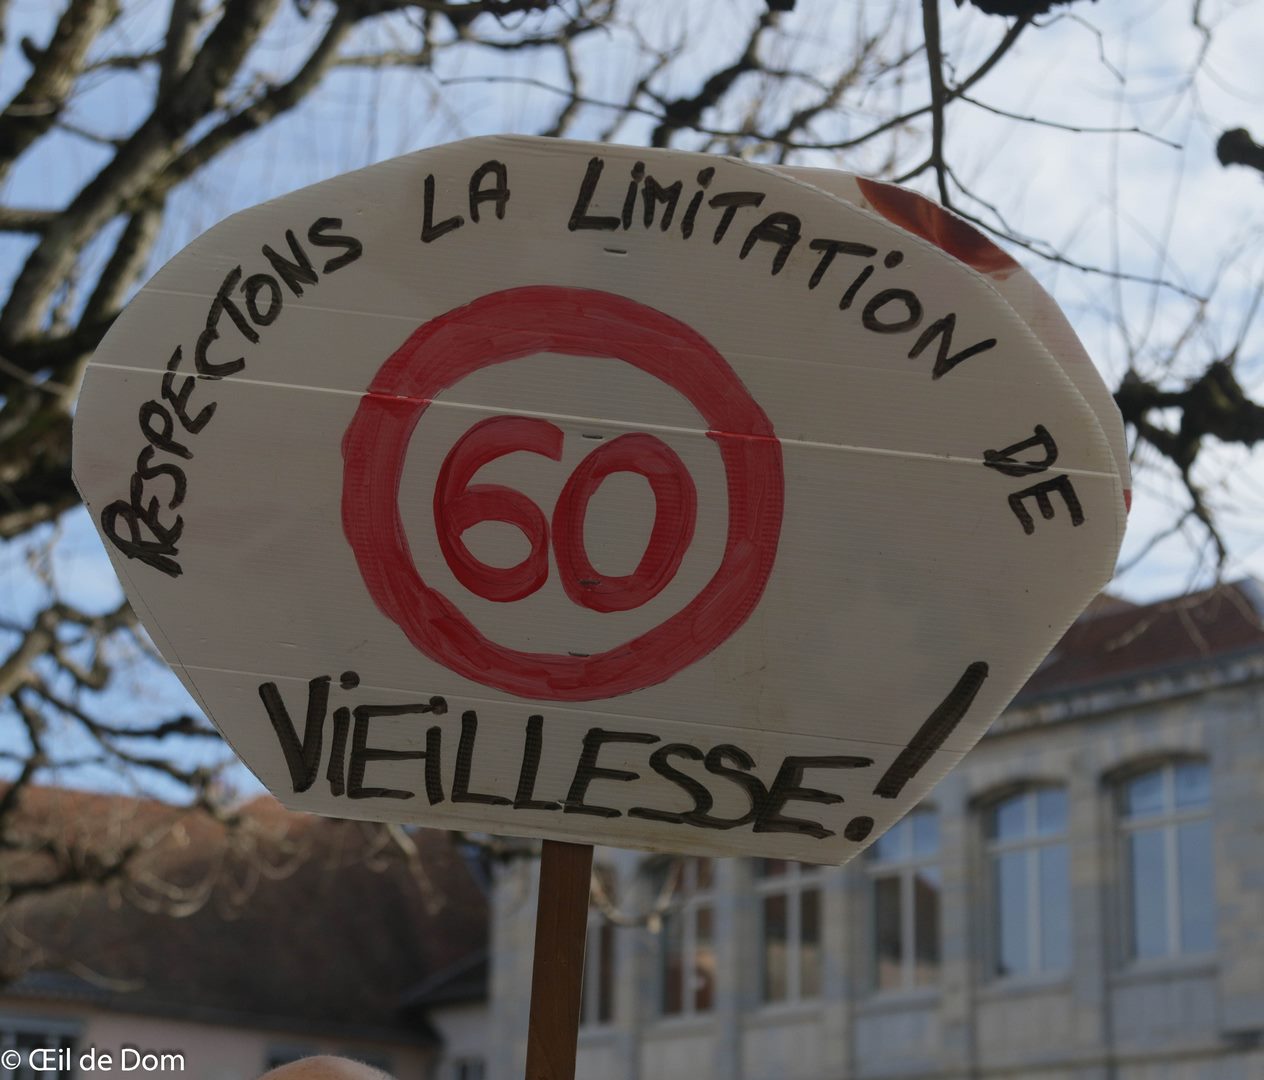 RESPECTONS LA LIMITATION DE
60
VIEILLESSE!
© Œil de Dom